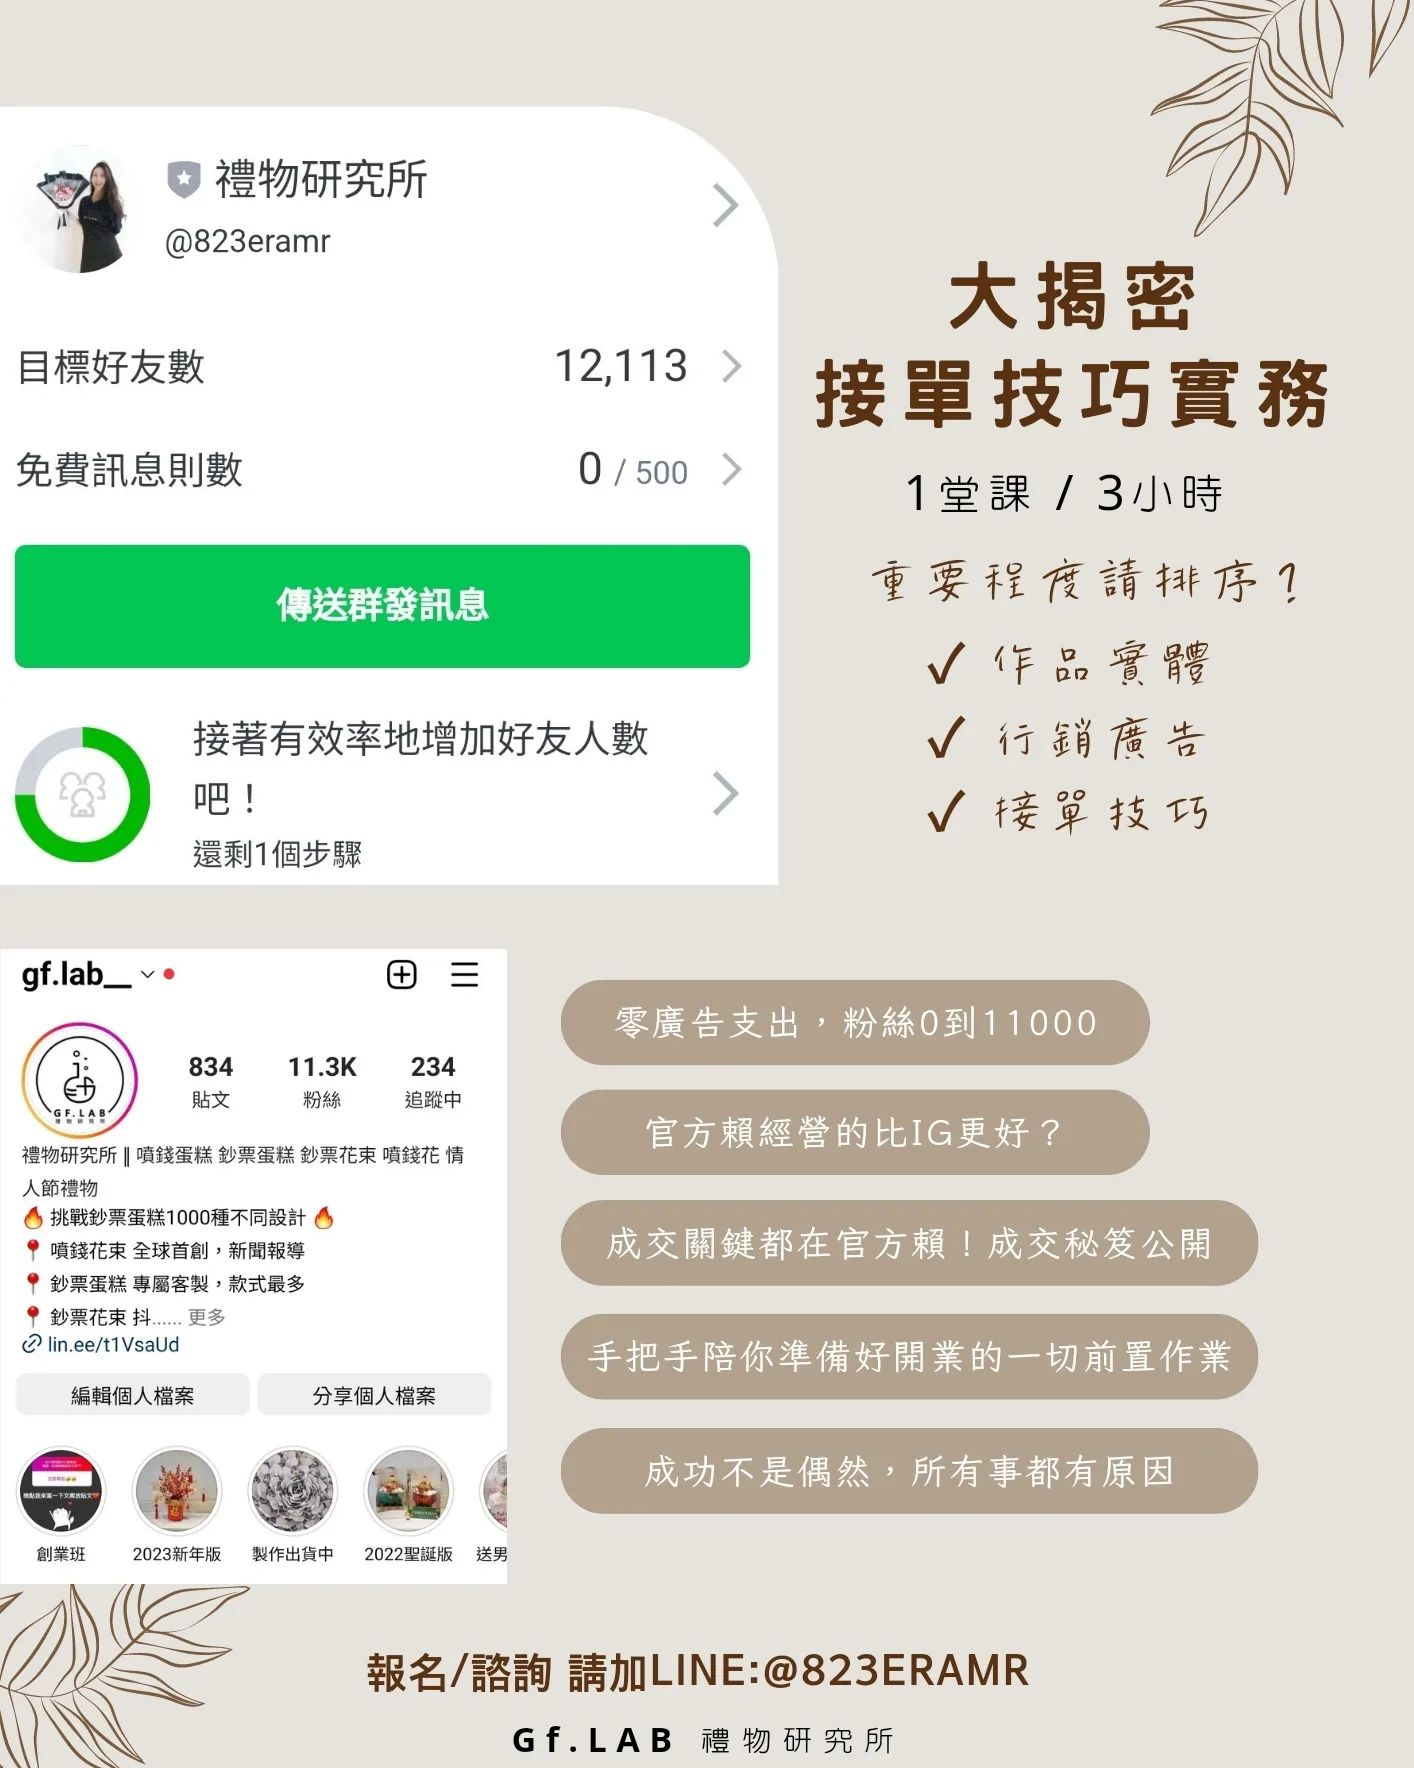 禮物研究所
@823eramr
目標好友數 12,113
免費訊息則數 0 / 500
傳送群發訊息
接著有效率地增加好友人數
吧！
還剩1個步驟
大揭密
接單技巧實務
1堂課 / 3小時
重要程度請排序？
✓ 作品實體
✓ 行銷廣告
✓ 接單技巧
gf.lab__
GF.LAB
禮物研究所
834 11.3K 234
貼文 粉絲 追蹤中
禮物研究所 ‖ 噴錢蛋糕 鈔票蛋糕 鈔票花束 噴錢花 情
人節禮物
🔥 挑戰鈔票蛋糕1000種不同設計 🔥
📍 噴錢花束 全球首創，新聞報導
📍 鈔票蛋糕 專屬客製，款式最多
📍 鈔票花束 抖...... 更多
lin.ee/t1VsaUd
編輯個人檔案 分享個人檔案
創業班 2023新年版 製作出貨中 2022聖誕版 送男
零廣告支出，粉絲0到11000
官方賴經營的比IG更好？
成交關鍵都在官方賴！成交秘笈公開
手把手陪你準備好開業的一切前置作業
成功不是偶然，所有事都有原因
報名/諮詢 請加LINE:@823ERAMR
Gf.LAB 禮物研究所